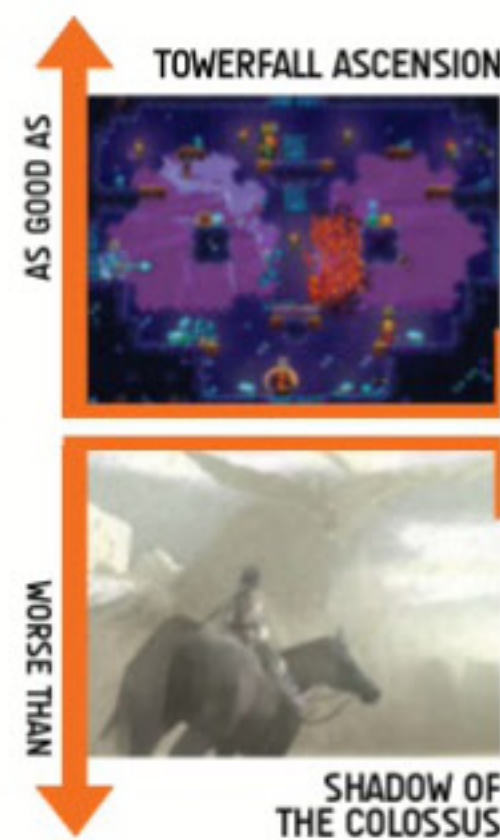 TOWERFALL ASCENSION
AS GOOD AS
WORSE THAN
SHADOW OF
THE COLOSSUS